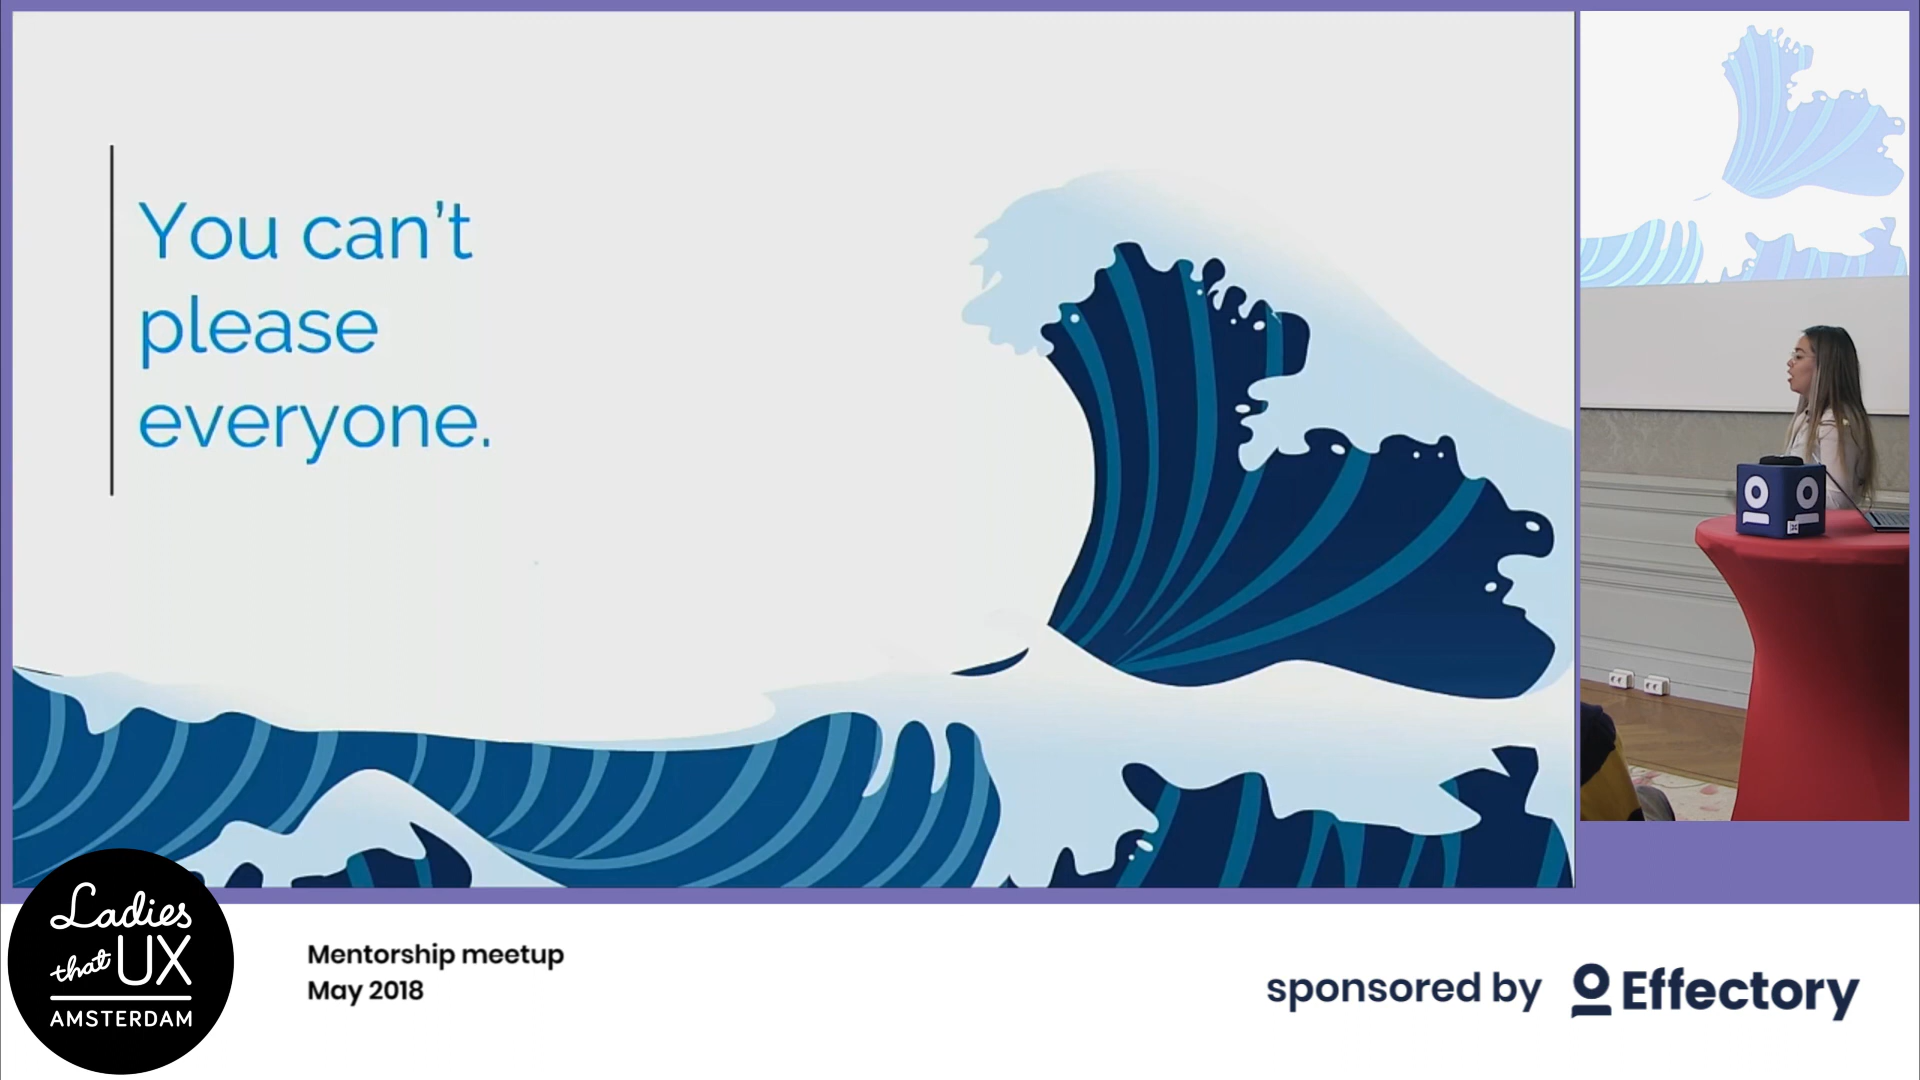 You can't
please
everyone.
Ladies
that UX
AMSTERDAM
Mentorship meetup
May 2018
sponsored by Effectory